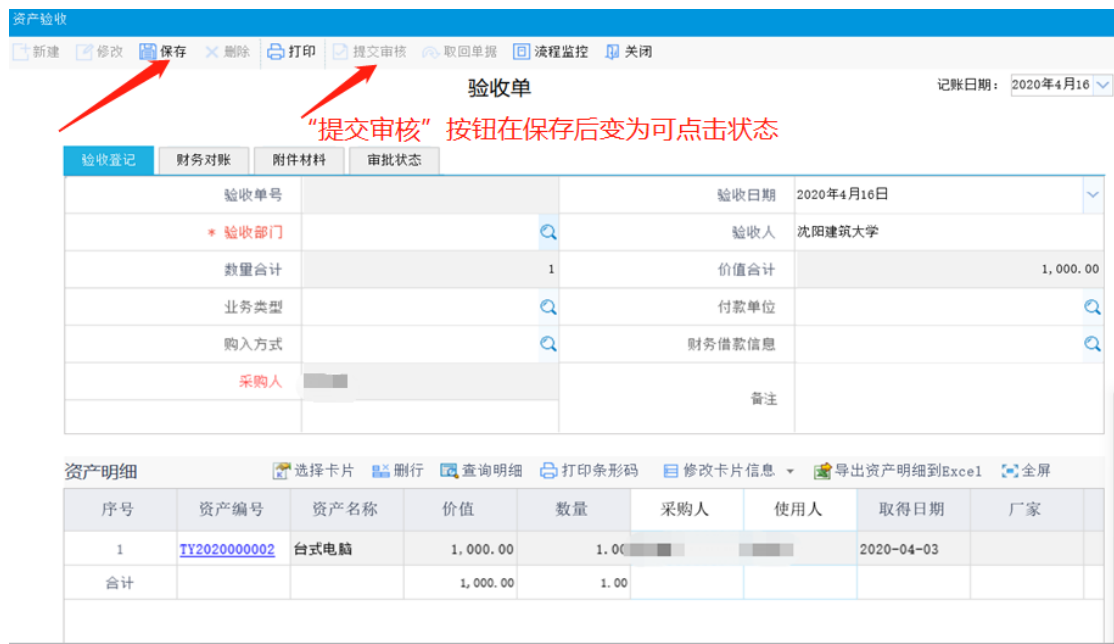 资产验收
新建 修改 保存 删除 打印 提交审核 取回单据 流程监控 关闭
验收单
记账日期： 2020年4月16
“提交审核”按钮在保存后变为可点击状态
验收登记 财务对账 附件材料 审批状态
验收单号 验收日期 2020年4月16日
* 验收部门 验收人 沈阳建筑大学
数量合计 1 价值合计 1,000.00
业务类型 付款单位
购入方式 财务借款信息
采购人
备注
资产明细 选择卡片 删行 查询明细 打印条形码 修改卡片信息 导出资产明细到Excel 全屏
序号 资产编号 资产名称 价值 数量 采购人 使用人 取得日期 厂家
1 TY2020000002 台式电脑 1,000.00 1.00 2020-04-03
合计 1,000.00 1.00